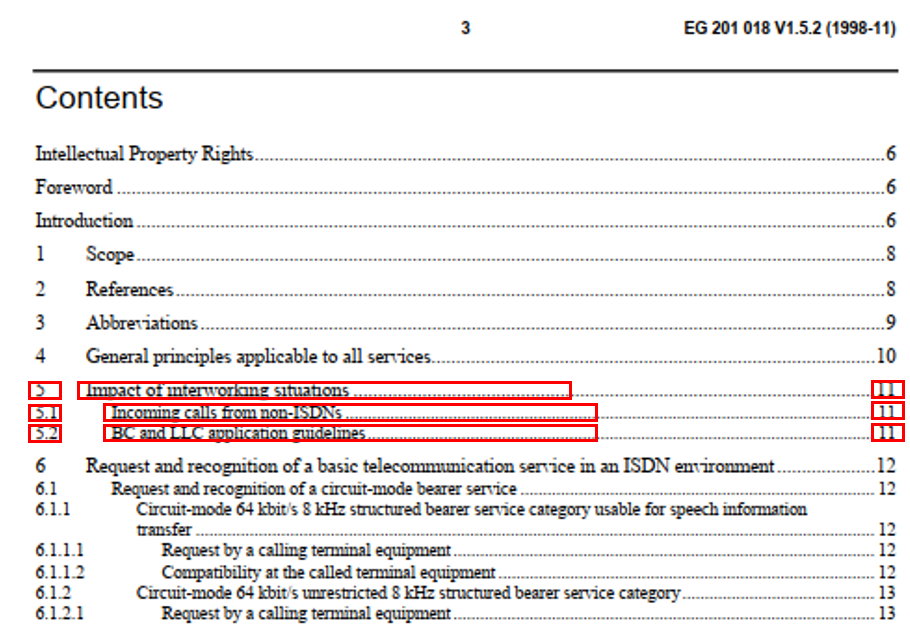 3 EG 201 018 V1.5.2 (1998-11)
Contents
Intellectual Property Rights 6
Foreword 6
Introduction 6
1 Scope 8
2 References 8
3 Abbreviations 9
4 General principles applicable to all services 10
5 Impact of interworking situations 11
5.1 Incoming calls from non-ISDNs 11
5.2 BC and LLC application guidelines 11
6 Request and recognition of a basic telecommunication service in an ISDN environment 12
6.1 Request and recognition of a circuit-mode bearer service 12
6.1.1 Circuit-mode 64 kbit/s 8 kHz structured bearer service category usable for speech information
transfer 12
6.1.1.1 Request by a calling terminal equipment 12
6.1.1.2 Compatibility at the called terminal equipment 12
6.1.2 Circuit-mode 64 kbit/s unrestricted 8 kHz structured bearer service category 13
6.1.2.1 Request by a calling terminal equipment 13